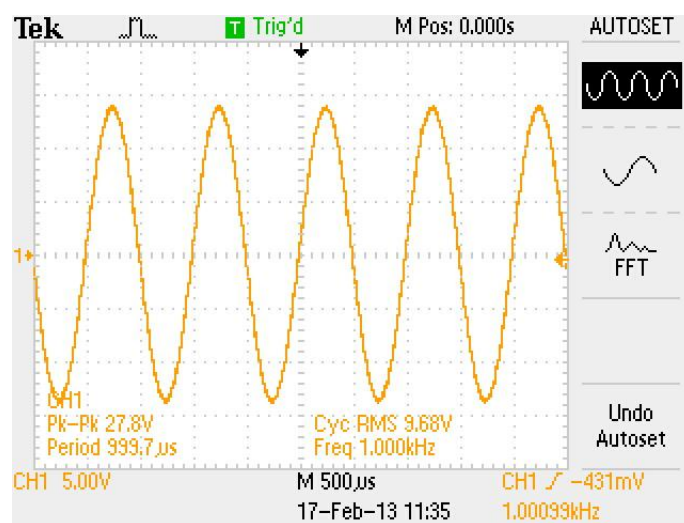 Tek T Trig'd M Pos: 0.000s AUTOSET
1
FFT
CH1
Pk-Pk 27.8V Cyc RMS 9.68V
Period 999.7µs Freq 1.000kHz
Undo
Autoset
CH1 5.00V M 500µs CH1 -431mV
17-Feb-13 11:35 1.00099kHz